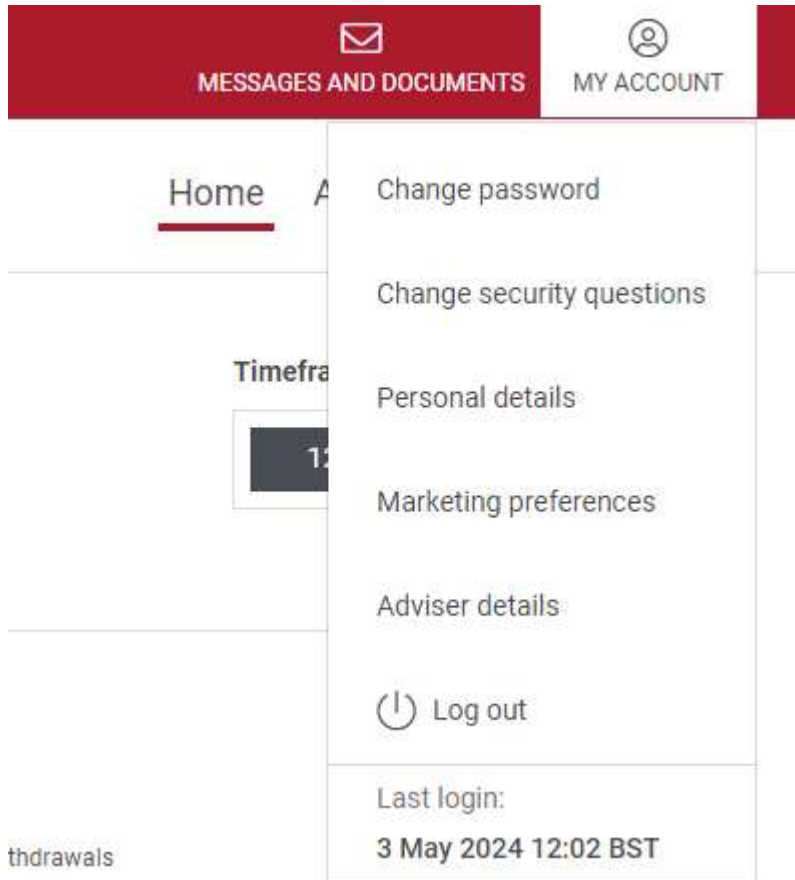 MESSAGES AND DOCUMENTS
MY ACCOUNT
Home
Change password
Change security questions
Personal details
Marketing preferences
Adviser details
Log out
Last login:
3 May 2024 12:02 BST